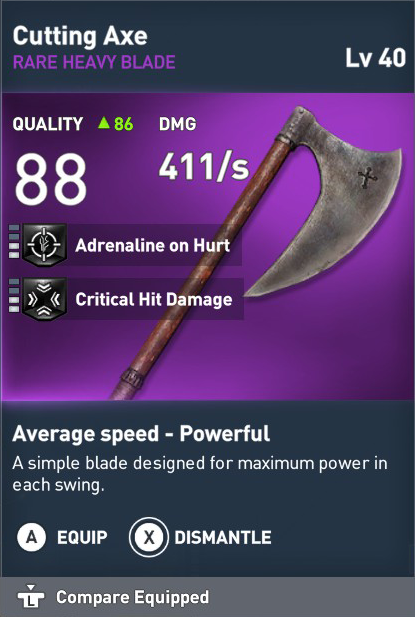 Cutting Axe
RARE HEAVY BLADE
Lv 40
QUALITY ▲86 DMG
88 411/s
Adrenaline on Hurt
Critical Hit Damage
Average speed - Powerful
A simple blade designed for maximum power in
each swing.
A EQUIP X DISMANTLE
L Compare Equipped